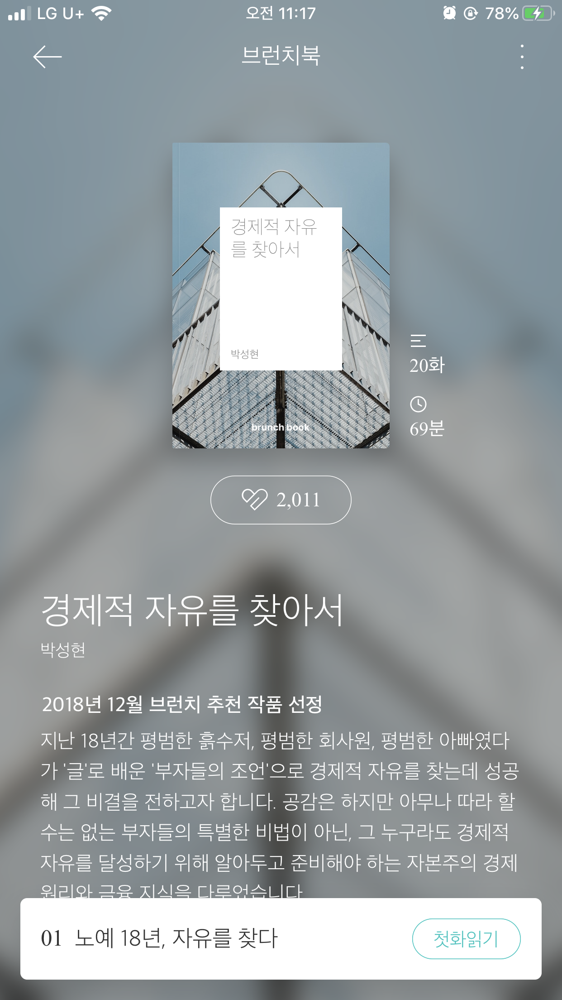 LG U+ 오전 11:17 78%
브런치북
경제적 자유
를 찾아서
박성현
brunch book
20화
69분
2,011
경제적 자유를 찾아서
박성현
2018년 12월 브런치 추천 작품 선정
지난 18년간 평범한 흙수저, 평범한 회사원, 평범한 아빠였다
가 '글'로 배운 '부자들의 조언'으로 경제적 자유를 찾는데 성공
해 그 비결을 전하고자 합니다. 공감은 하지만 아무나 따라 할
수는 없는 부자들의 특별한 비법이 아닌, 그 누구라도 경제적
자유를 달성하기 위해 알아두고 준비해야 하는 자본주의 경제
원리와 금융 지식을 다루었습니다
01 노예 18년, 자유를 찾다 첫화읽기